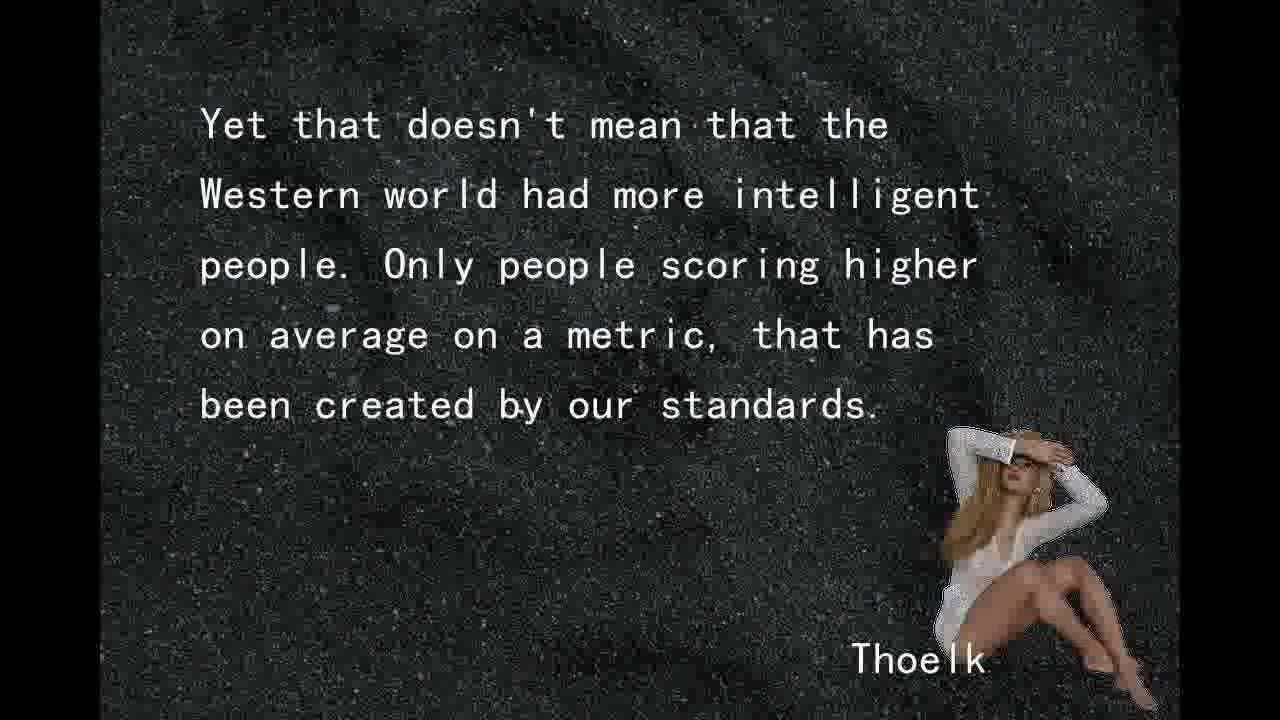 Yet that doesn't mean that the
Western world had more intelligent
people. Only people scoring higher
on average on a metric, that has
been created by our standards.
Thoelk